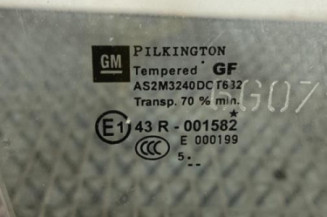 GM
PILKINGTON
Tempered GF
AS2M3240DCT632
Transp. 70 % min.
E1 43 R - 001582
CCC E 000199
5..